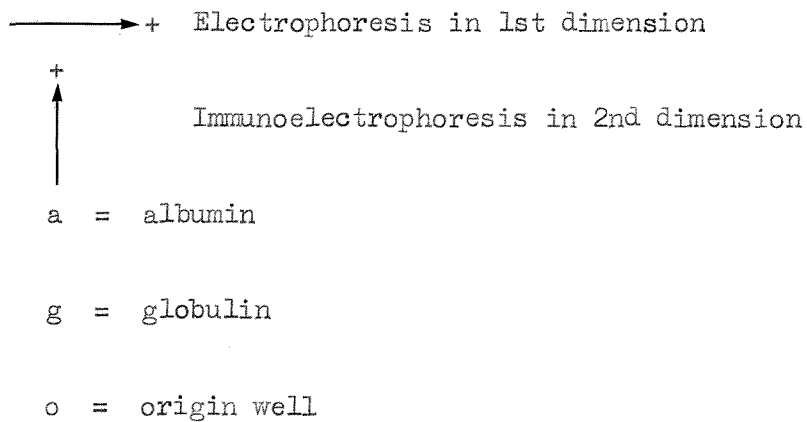 + Electrophoresis in 1st dimension
+
Immunoelectrophoresis in 2nd dimension
a = albumin
g = globulin
o = origin well